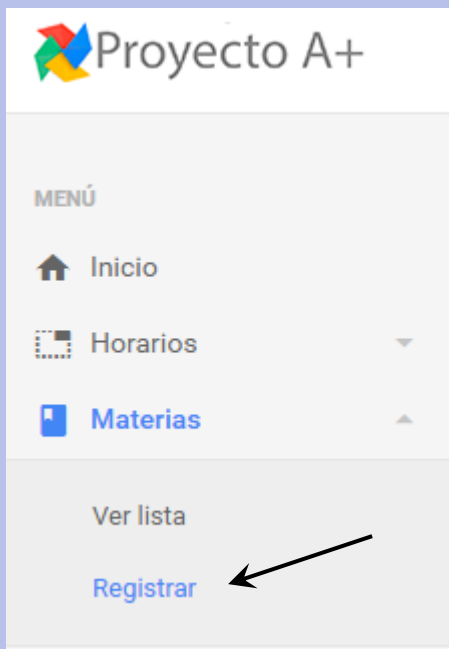 Proyecto A+
MENÚ
Inicio
Horarios
Materias
Ver lista
Registrar